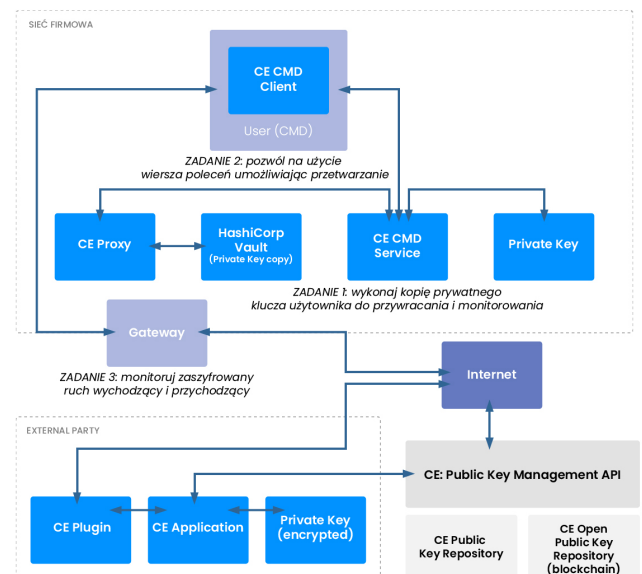 SIEĆ FIRMOWA
CE CMD
Client
User (CMD)
ZADANIE 2: pozwól na użycie
wiersza poleceń umożliwiając przetwarzanie
CE Proxy
HashiCorp
Vault
(Private Key copy)
CE CMD
Service
Private Key
ZADANIE 1: wykonaj kopię prywatnego
klucza użytownika do przywracania i monitorowania
Gateway
ZADANIE 3: monitoruj zaszyfrowany
ruch wychodzący i przychodzący
Internet
EXTERNAL PARTY
CE: Public Key Management API
CE Plugin
CE Application
Private Key
(encrypted)
CE Public
Key Repository
CE Open
Public Key
Repository
(blockchain)